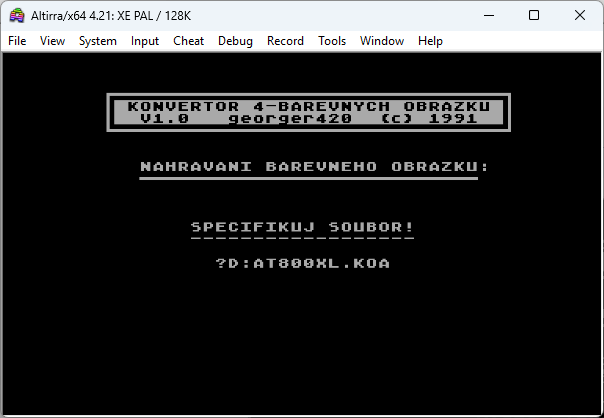 Altirra/x64 4.21: XE PAL / 128K
File View System Input Cheat Debug Record Tools Window Help
KONVERTOR 4-BAREVNYCH OBRAZKU
V1.0 georger420 (c) 1991
NAHRAVANI BAREVNEHO OBRAZKU:
SPECIFIKUJ SOUBOR!
?D:AT800XL.KOA